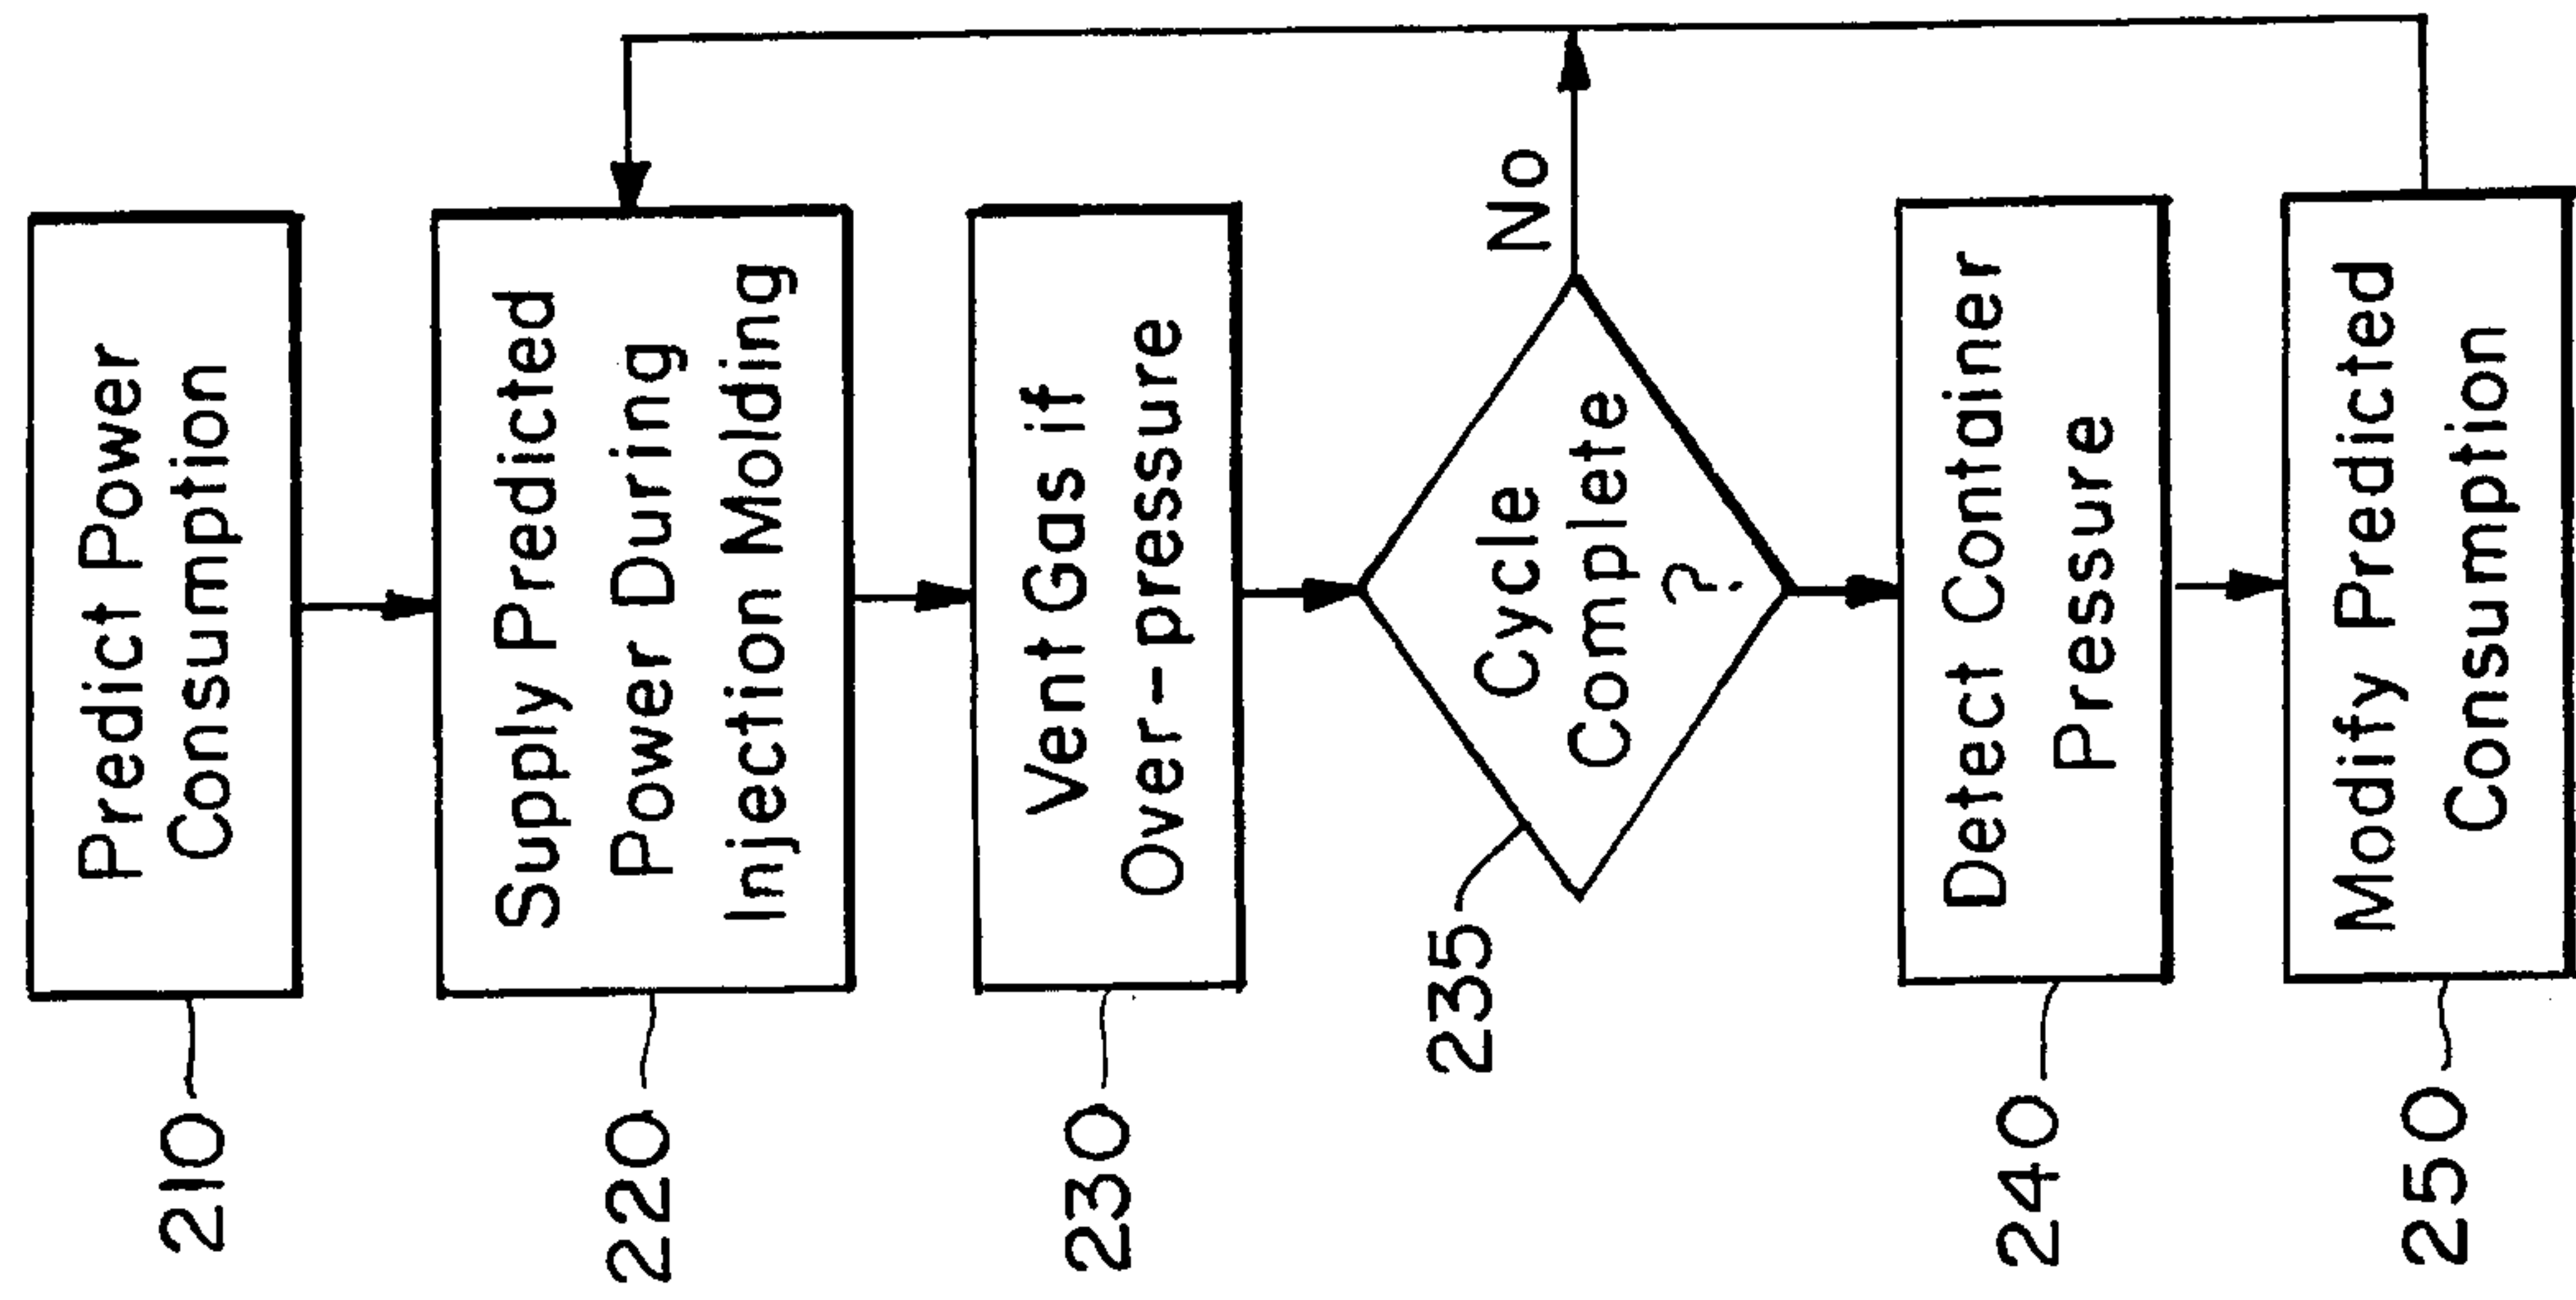 210
Predict Power
Consumption
220
Supply Predicted
Power During
Injection Molding
230
Vent Gas if
Over-pressure
235
Cycle
Complete
?
No
240
Detect Container
Pressure
250
Modify Predicted
Consumption